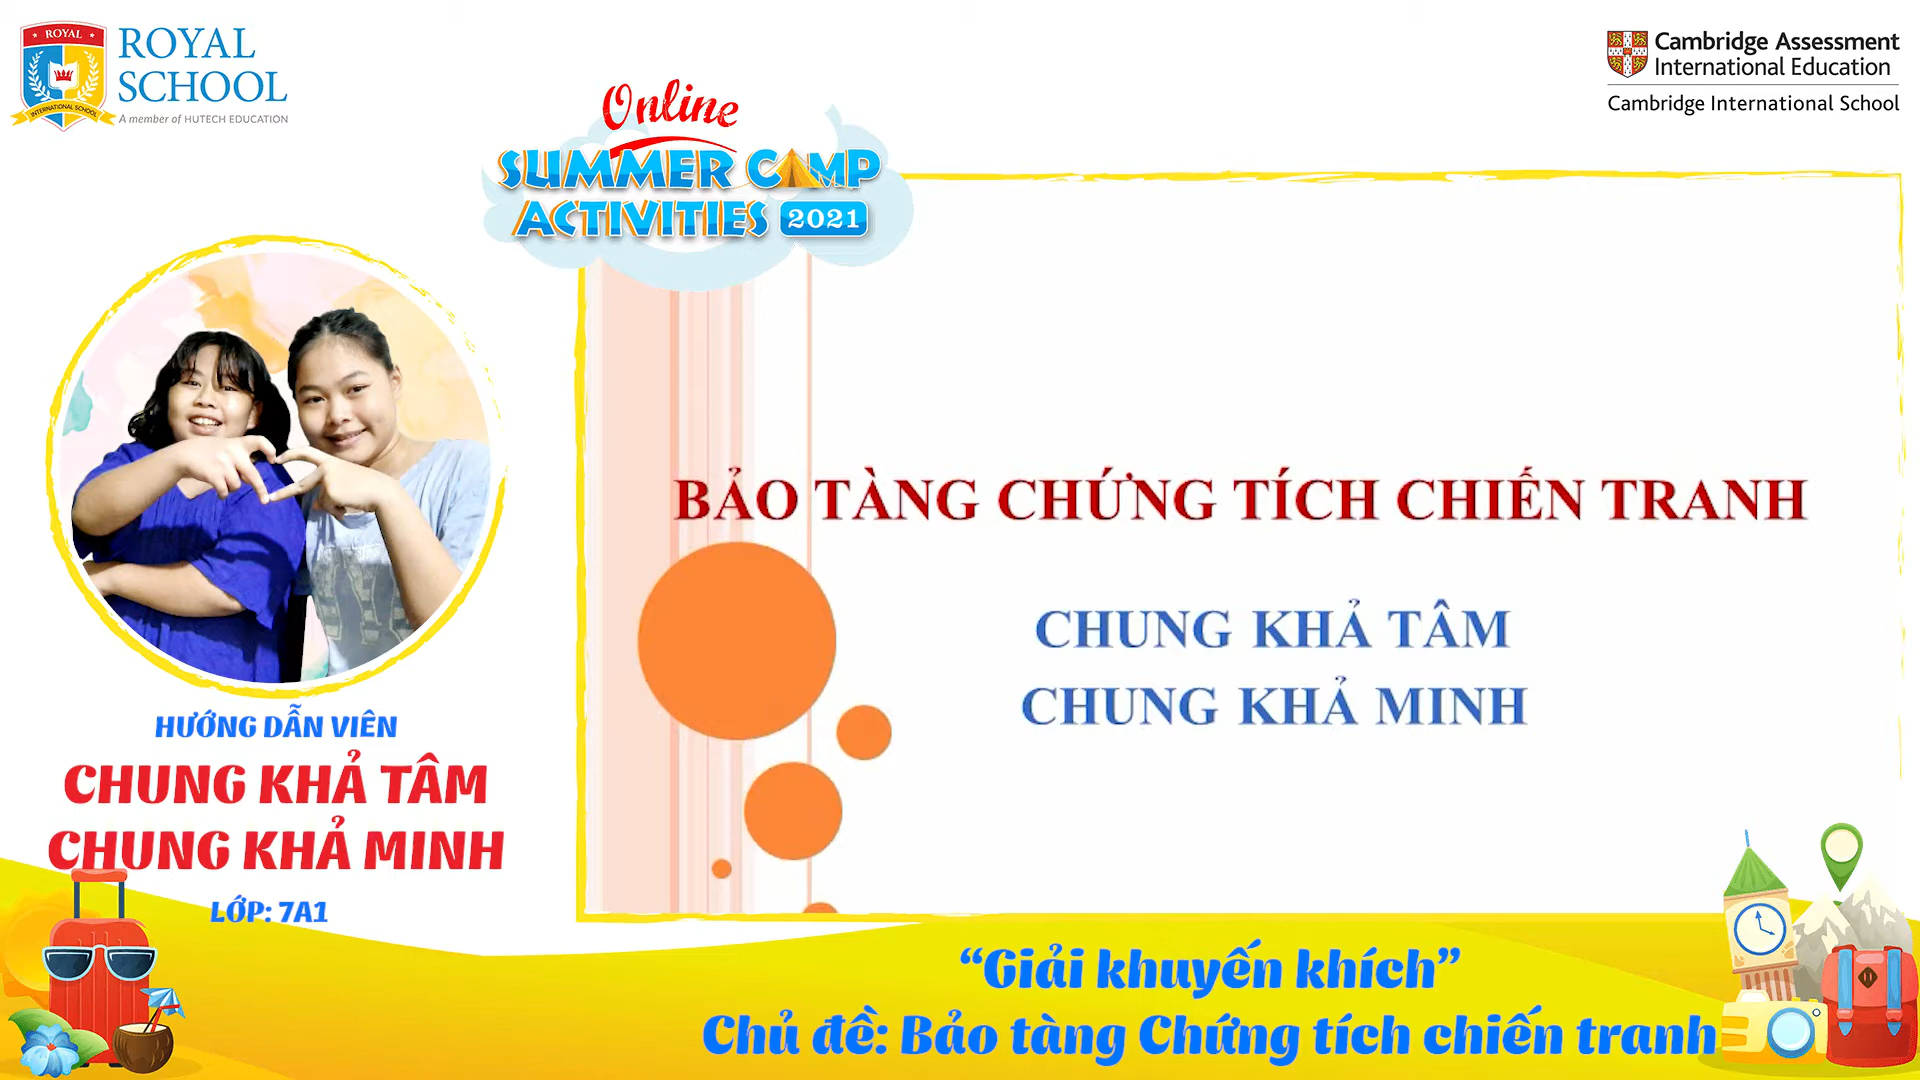 ROYAL
INTERNATIONAL SCHOOL
ROYAL
SCHOOL
A member of HUTECH EDUCATION
Cambridge Assessment
International Education
Cambridge International School
Online
SUMMER CAMP
ACTIVITIES 2021
BẢO TÀNG CHỨNG TÍCH CHIẾN TRANH
CHUNG KHẢ TÂM
CHUNG KHẢ MINH
HƯỚNG DẪN VIÊN
CHUNG KHẢ TÂM
CHUNG KHẢ MINH
LỚP: 7A1
“Giải khuyến khích”
Chủ đề: Bảo tàng Chứng tích chiến tranh